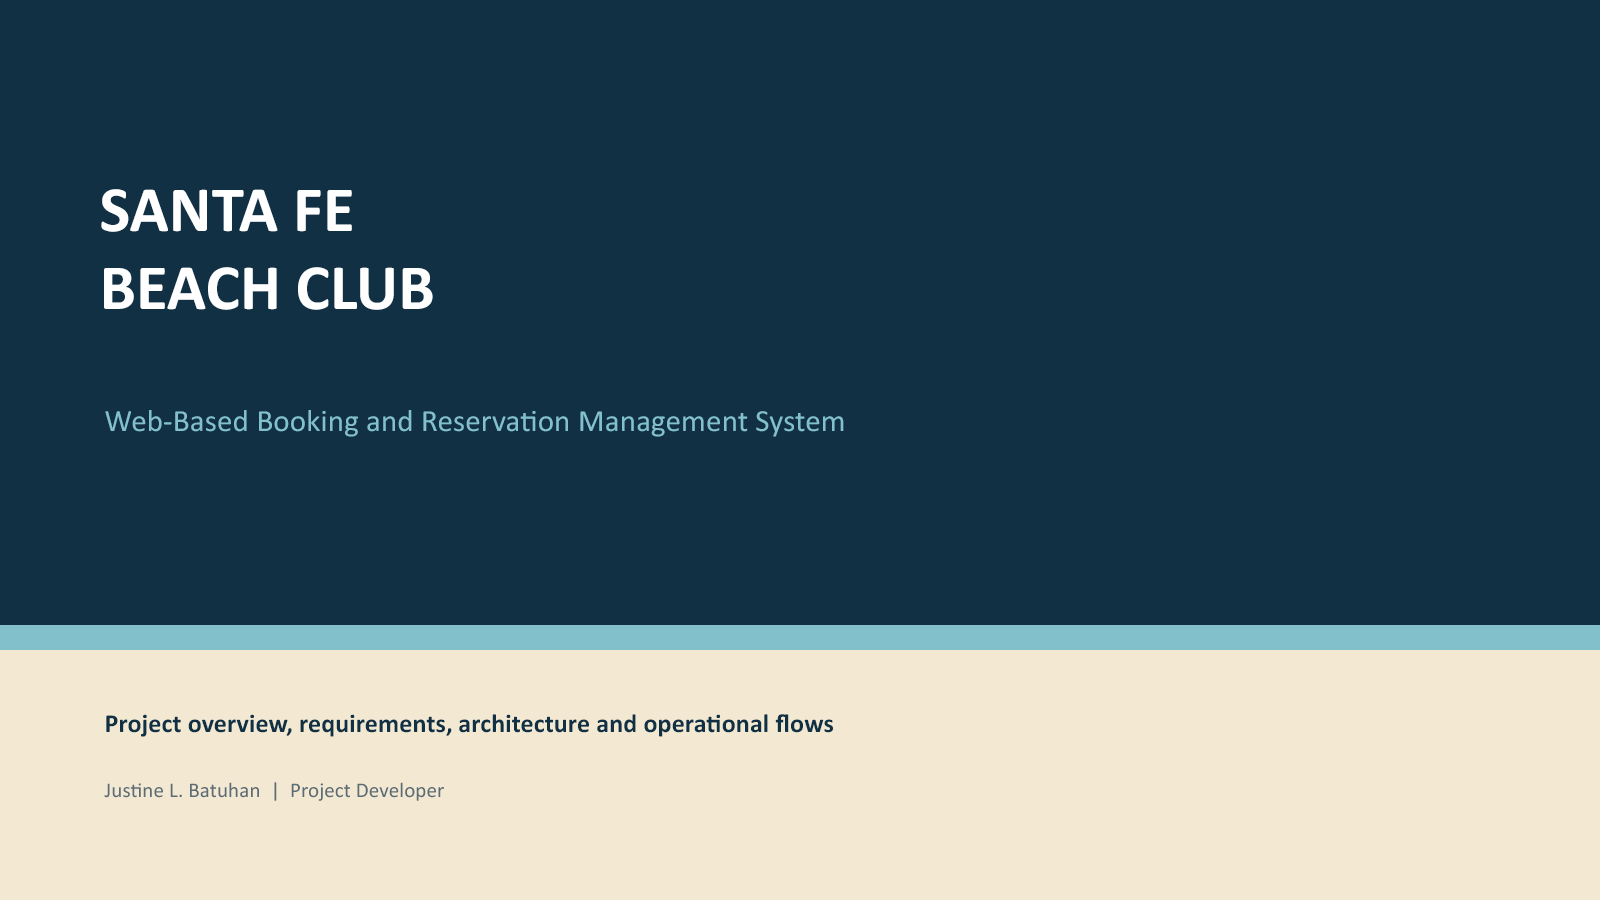 SANTA FE
BEACH CLUB
Web-Based Booking and Reservation Management System
Project overview, requirements, architecture and operational flows
Justine L. Batuhan | Project Developer